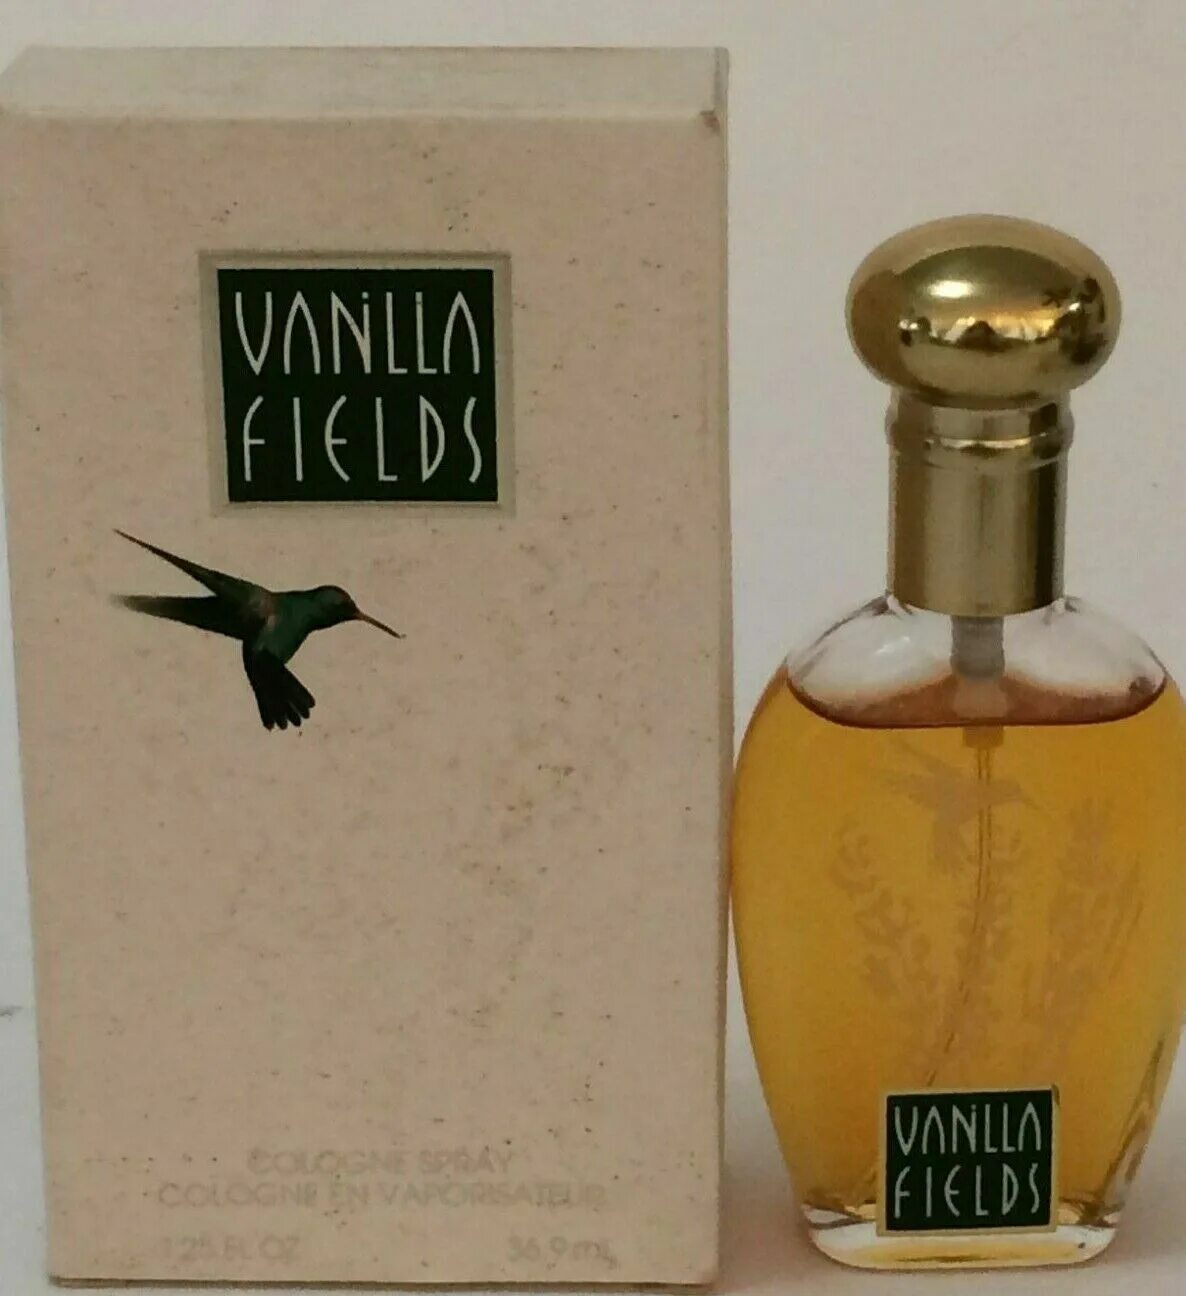 VANiLLA
FIELDS
COLOGNE SPRAY
COLOGNE EN VAPORISATEUR
1.25 FL OZ 36.9 mL
VANiLLA
FIELDS